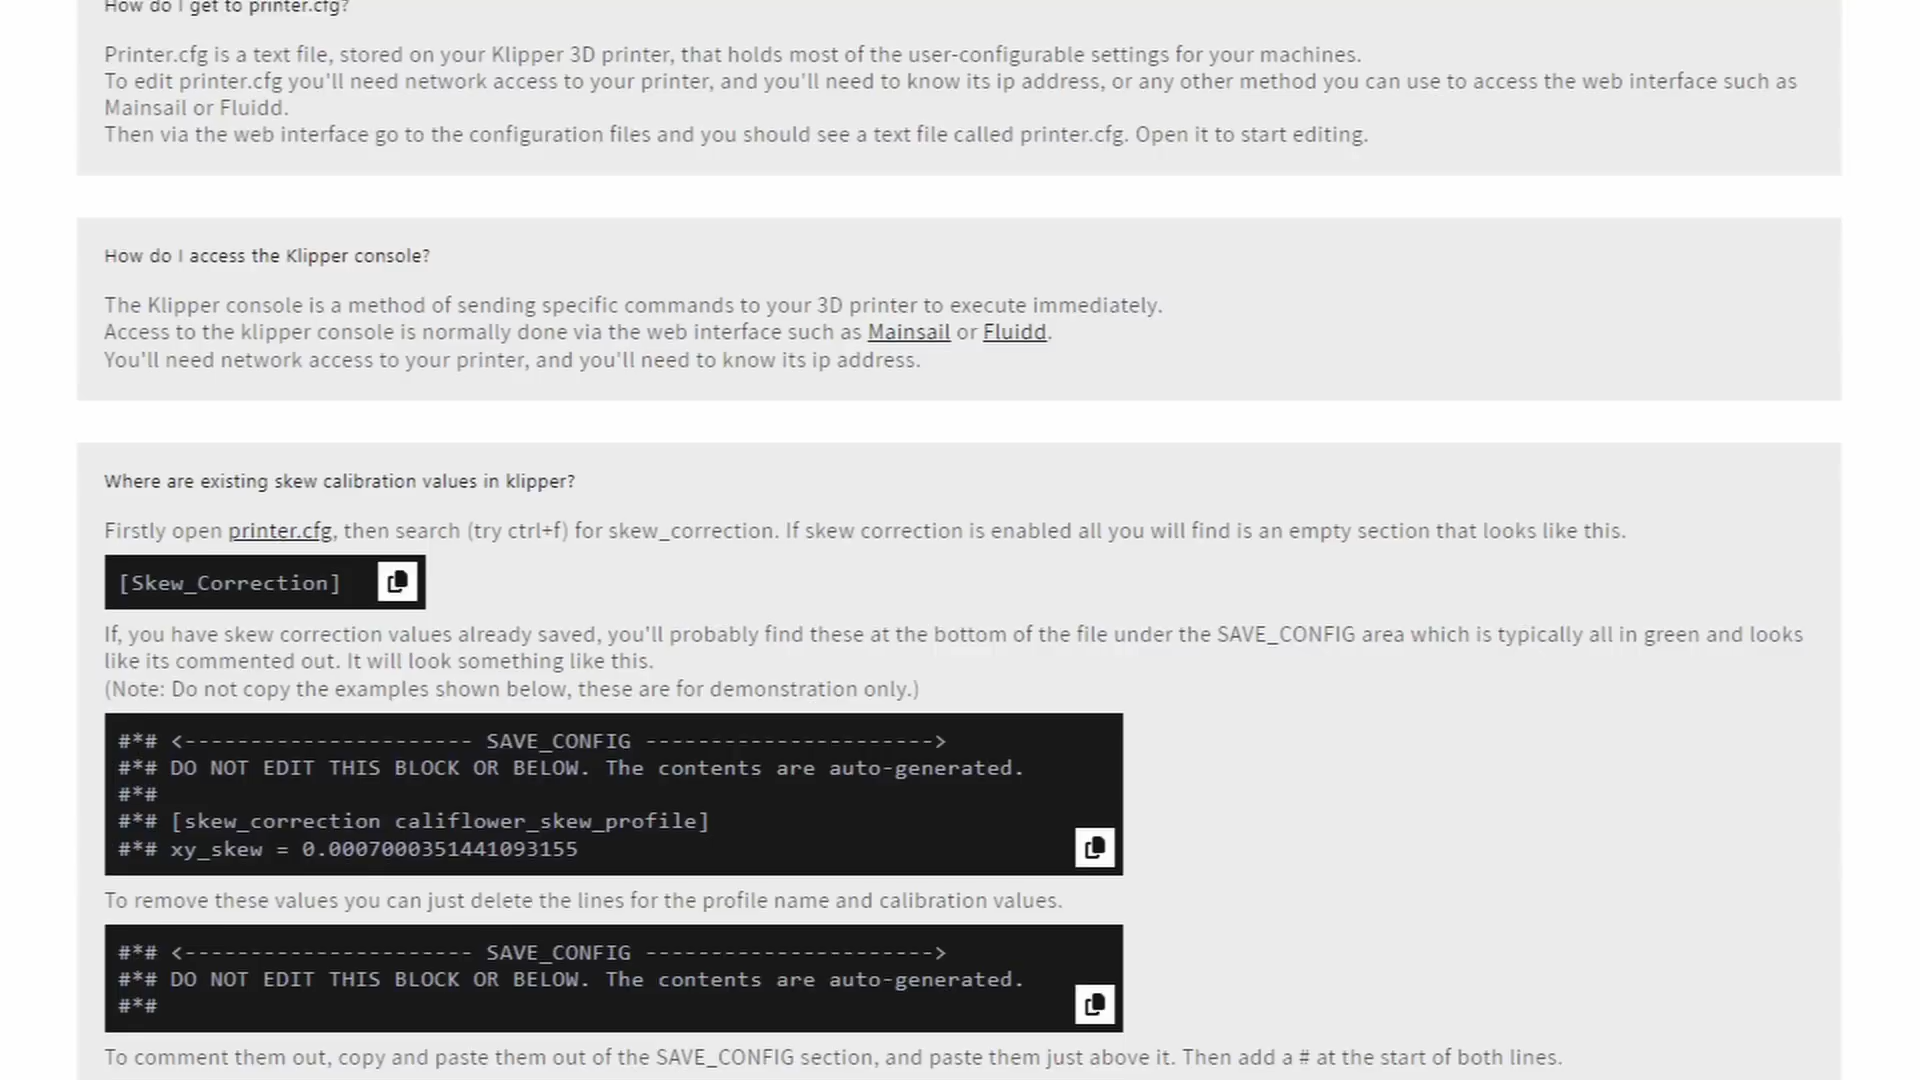 How do I get to printer.cfg?
Printer.cfg is a text file, stored on your Klipper 3D printer, that holds most of the user-configurable settings for your machines.
To edit printer.cfg you'll need network access to your printer, and you'll need to know its ip address, or any other method you can use to access the web interface such as
Mainsail or Fluidd.
Then via the web interface go to the configuration files and you should see a text file called printer.cfg. Open it to start editing.
How do I access the Klipper console?
The Klipper console is a method of sending specific commands to your 3D printer to execute immediately.
Access to the klipper console is normally done via the web interface such as Mainsail or Fluidd.
You'll need network access to your printer, and you'll need to know its ip address.
Where are existing skew calibration values in klipper?
Firstly open printer.cfg, then search (try ctrl+f) for skew_correction. If skew correction is enabled all you will find is an empty section that looks like this.
[Skew_Correction]
If, you have skew correction values already saved, you'll probably find these at the bottom of the file under the SAVE_CONFIG area which is typically all in green and looks
like its commented out. It will look something like this.
(Note: Do not copy the examples shown below, these are for demonstration only.)
#*# <---------------------- SAVE_CONFIG ---------------------->
#*# DO NOT EDIT THIS BLOCK OR BELOW. The contents are auto-generated.
#*#
#*# [skew_correction califlower_skew_profile]
#*# xy_skew = 0.0007000351441093155
To remove these values you can just delete the lines for the profile name and calibration values.
#*# <---------------------- SAVE_CONFIG ---------------------->
#*# DO NOT EDIT THIS BLOCK OR BELOW. The contents are auto-generated.
#*#
To comment them out, copy and paste them out of the SAVE_CONFIG section, and paste them just above it. Then add a # at the start of both lines.